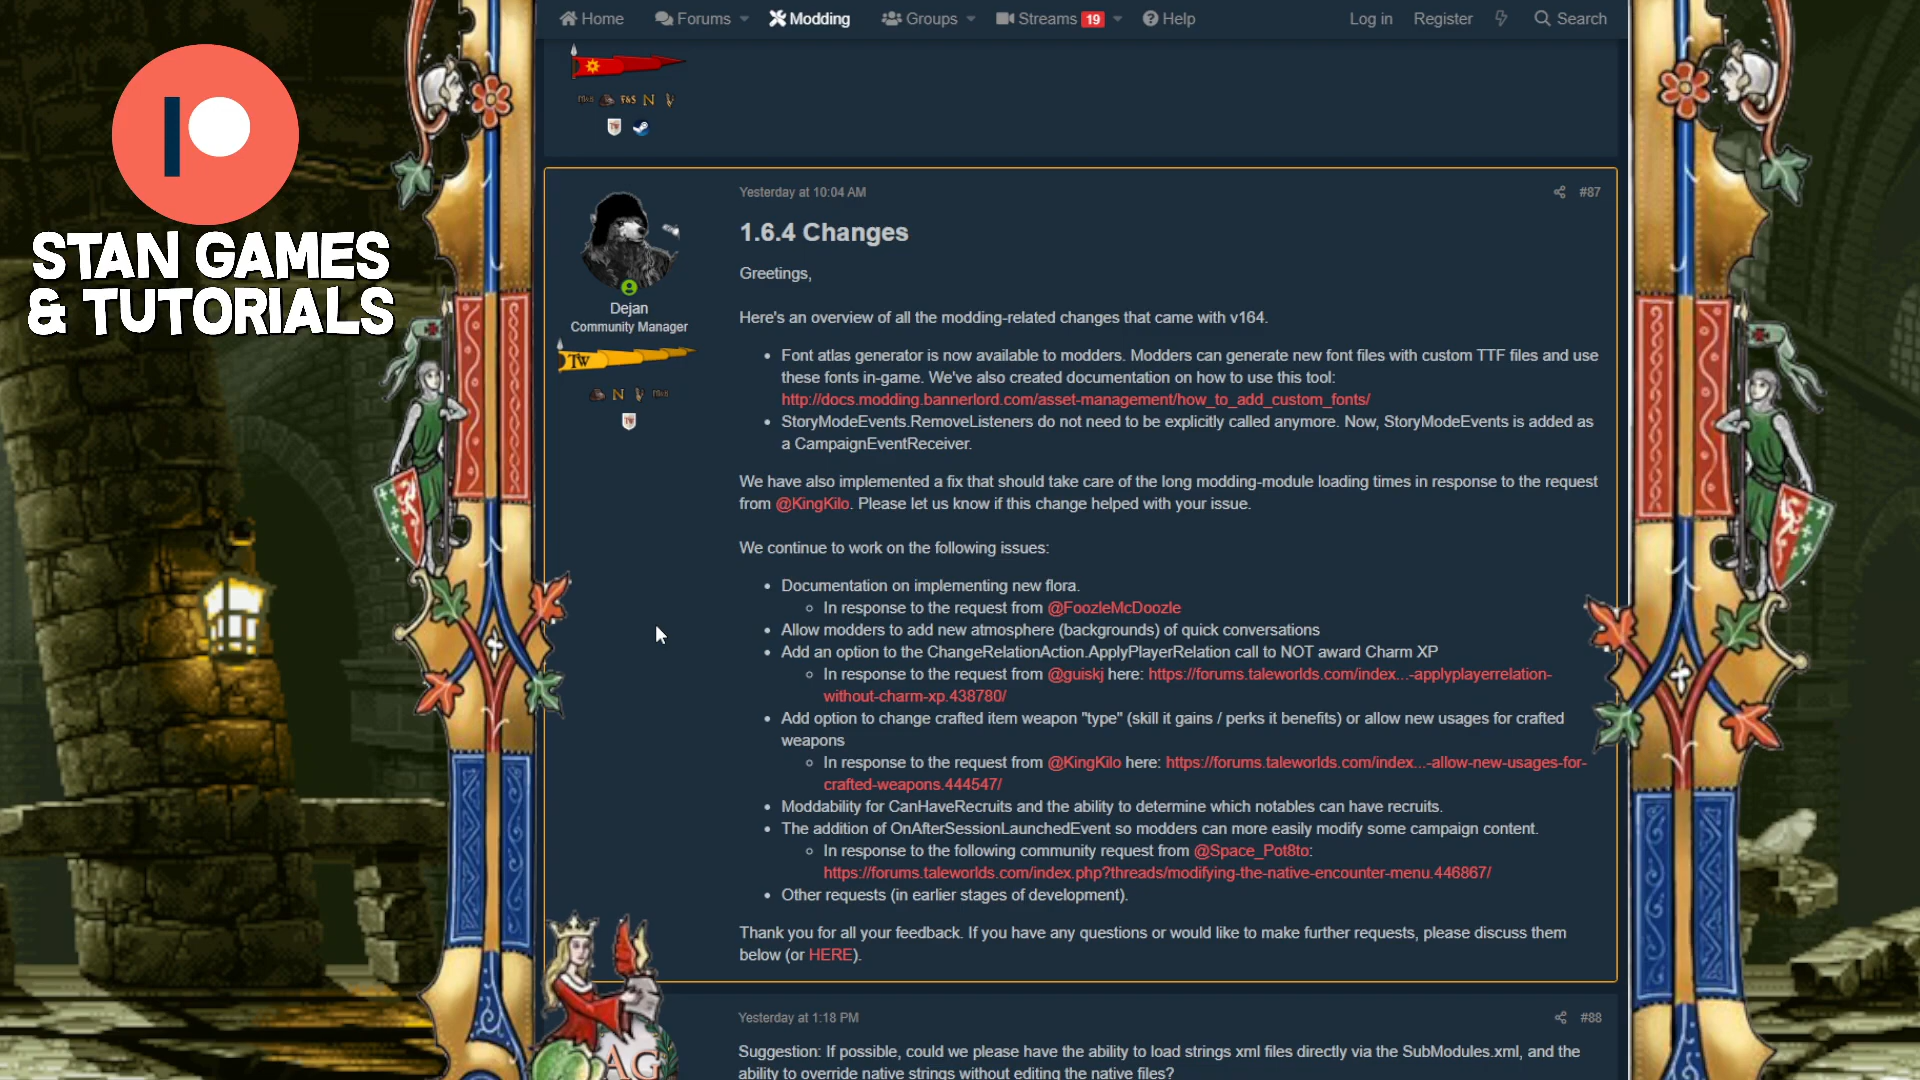 Home
Forums
Modding
Groups
Streams 19
Help
Log in
Register
Search
STAN GAMES
& TUTORIALS
F&S N
Yesterday at 10:04 AM
#87
1.6.4 Changes
Greetings,
Dejan
Community Manager
TW
N
Here's an overview of all the modding-related changes that came with v164.
• Font atlas generator is now available to modders. Modders can generate new font files with custom TTF files and use
these fonts in-game. We've also created documentation on how to use this tool:
http://docs.modding.bannerlord.com/asset-management/how_to_add_custom_fonts/
• StoryModeEvents.RemoveListeners do not need to be explicitly called anymore. Now, StoryModeEvents is added as
a CampaignEventReceiver.
We have also implemented a fix that should take care of the long modding-module loading times in response to the request
from @KingKilo. Please let us know if this change helped with your issue.
We continue to work on the following issues:
• Documentation on implementing new flora.
◦ In response to the request from @FoozleMcDoozle
• Allow modders to add new atmosphere (backgrounds) of quick conversations
• Add an option to the ChangeRelationAction.ApplyPlayerRelation call to NOT award Charm XP
◦ In response to the request from @guiskj here: https://forums.taleworlds.com/index...-applyplayerrelation-
without-charm-xp.438780/
• Add option to change crafted item weapon "type" (skill it gains / perks it benefits) or allow new usages for crafted
weapons
◦ In response to the request from @KingKilo here: https://forums.taleworlds.com/index...-allow-new-usages-for-
crafted-weapons.444547/
• Moddability for CanHaveRecruits and the ability to determine which notables can have recruits.
• The addition of OnAfterSessionLaunchedEvent so modders can more easily modify some campaign content.
◦ In response to the following community request from @Space_Pot8to:
https://forums.taleworlds.com/index.php?threads/modifying-the-native-encounter-menu.446867/
• Other requests (in earlier stages of development).
Thank you for all your feedback. If you have any questions or would like to make further requests, please discuss them
below (or HERE).
Yesterday at 1:18 PM
#88
AG
Suggestion: If possible, could we please have the ability to load strings xml files directly via the SubModules.xml, and the
ability to override native strings without editing the native files?